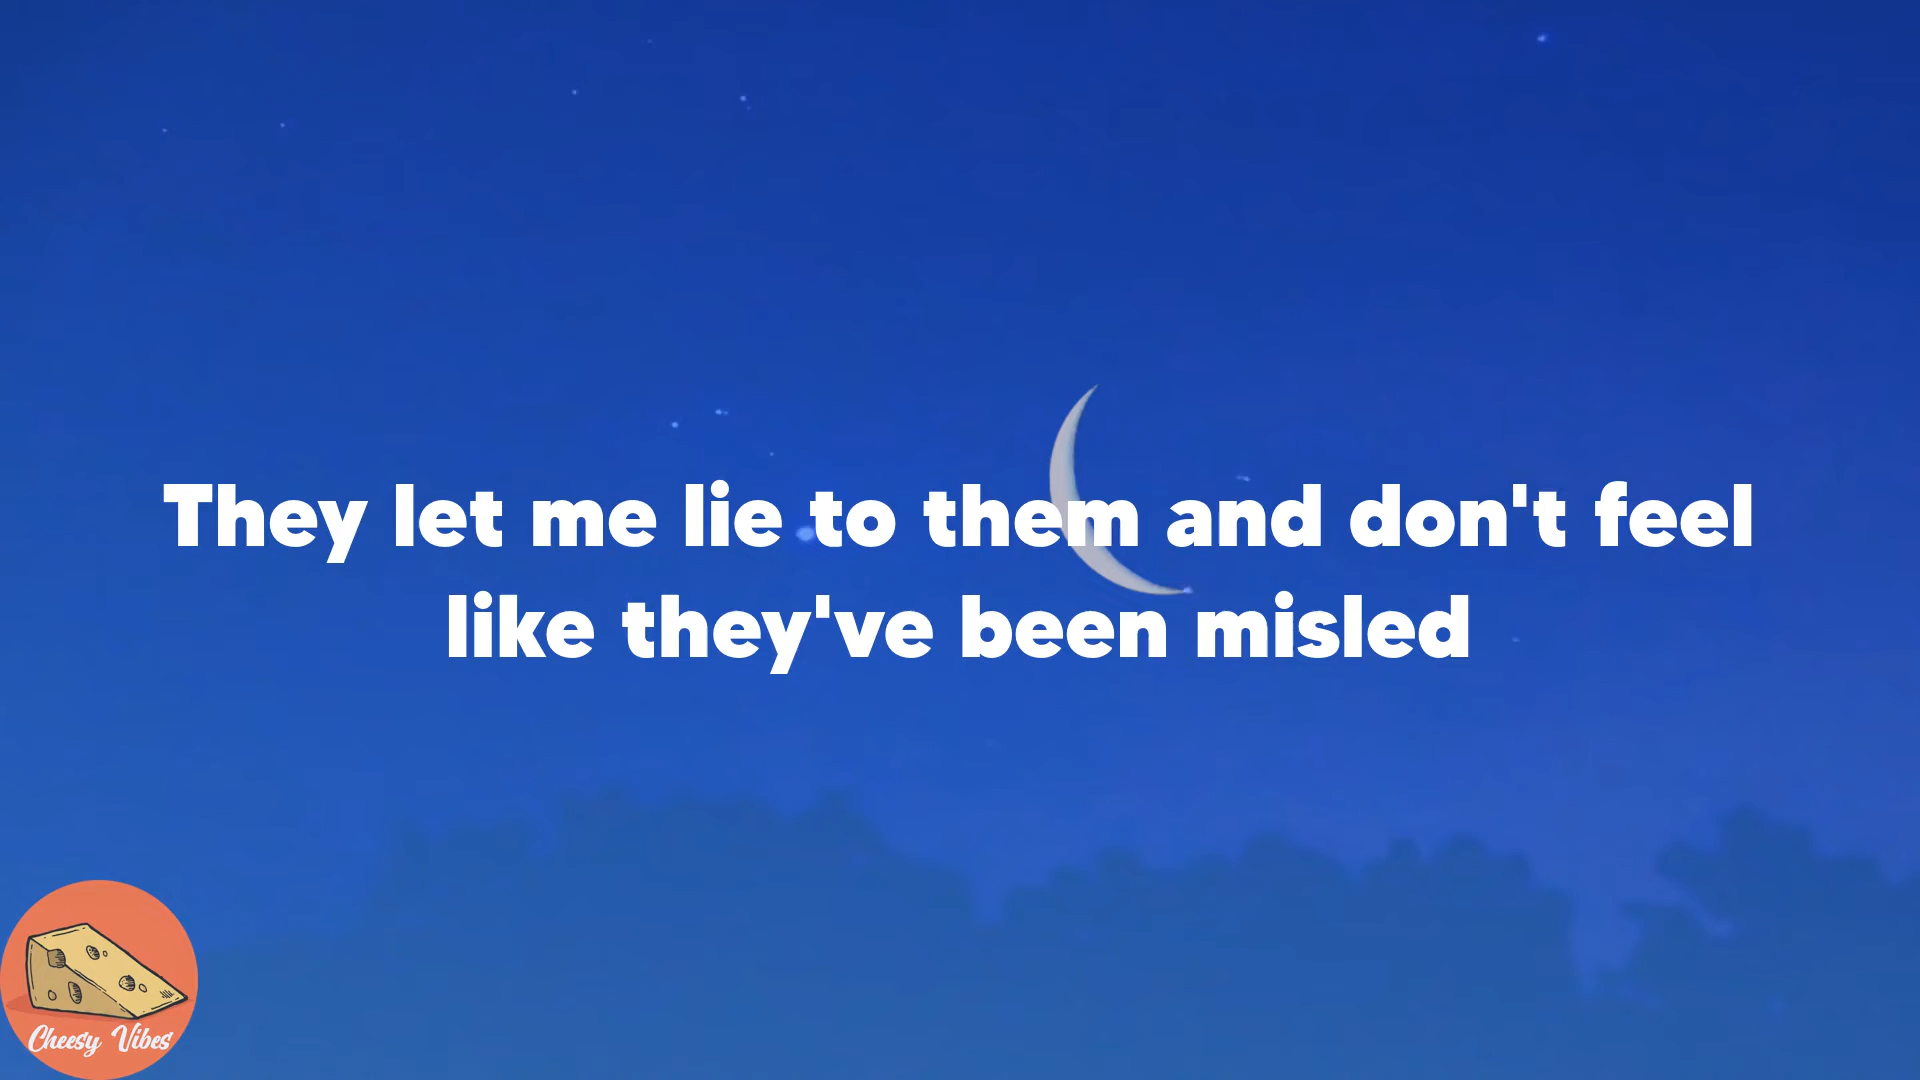 They let me lie to them and don't feel
like they've been misled
Cheesy Vibes